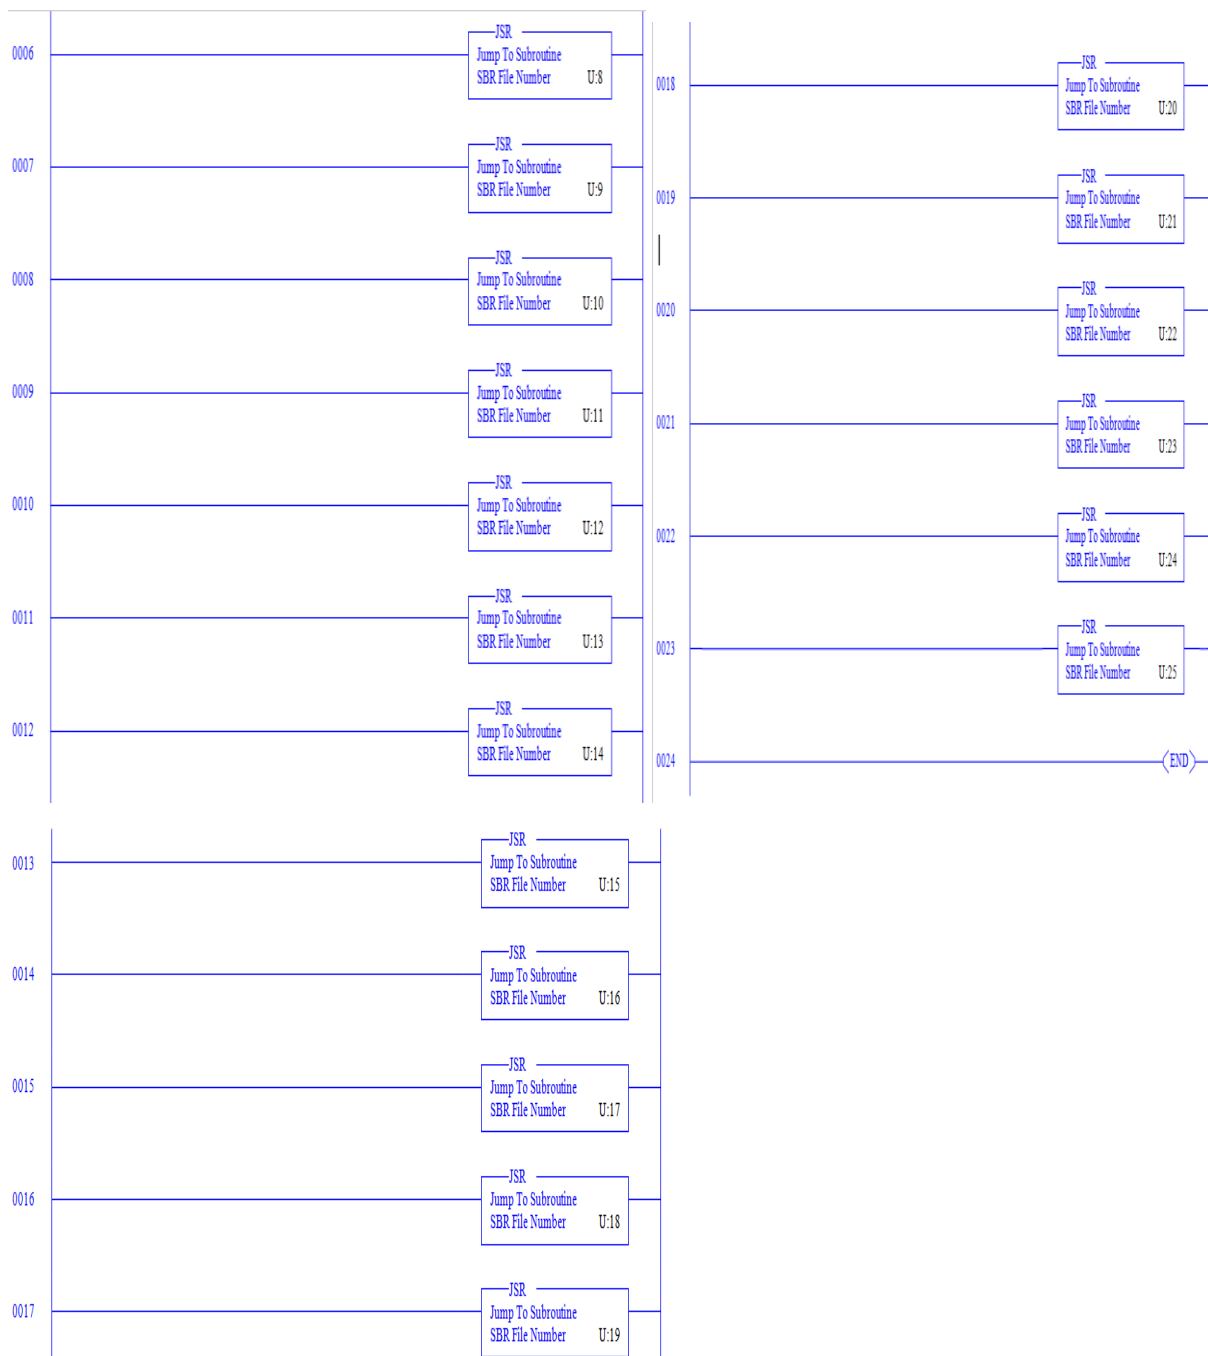 0006
JSR
Jump To Subroutine
SBR File Number U:8
0007
JSR
Jump To Subroutine
SBR File Number U:9
0008
JSR
Jump To Subroutine
SBR File Number U:10
0009
JSR
Jump To Subroutine
SBR File Number U:11
0010
JSR
Jump To Subroutine
SBR File Number U:12
0011
JSR
Jump To Subroutine
SBR File Number U:13
0012
JSR
Jump To Subroutine
SBR File Number U:14
0018
JSR
Jump To Subroutine
SBR File Number U:20
0019
JSR
Jump To Subroutine
SBR File Number U:21
0020
JSR
Jump To Subroutine
SBR File Number U:22
0021
JSR
Jump To Subroutine
SBR File Number U:23
0022
JSR
Jump To Subroutine
SBR File Number U:24
0023
JSR
Jump To Subroutine
SBR File Number U:25
0024
END
0013
JSR
Jump To Subroutine
SBR File Number U:15
0014
JSR
Jump To Subroutine
SBR File Number U:16
0015
JSR
Jump To Subroutine
SBR File Number U:17
0016
JSR
Jump To Subroutine
SBR File Number U:18
0017
JSR
Jump To Subroutine
SBR File Number U:19